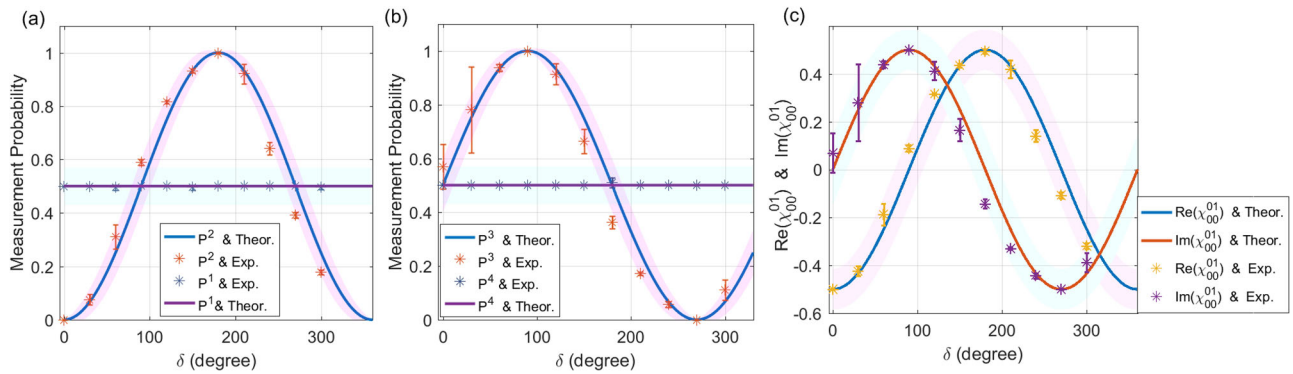 (a)
Measurement Probability
1
0.8
0.6
0.4
0.2
0
0
100
200
300
δ (degree)
P² & Theor.
P² & Exp.
P¹ & Exp.
P¹& Theor.
(b)
Measurement Probability
1
0.8
0.6
0.4
0.2
0
0
100
200
300
δ (degree)
P³ & Theor.
P³ & Exp.
P⁴ & Exp.
P⁴ & Theor.
(c)
Re(χ₀₀⁰¹) & Im(χ₀₀⁰¹)
0.4
0.2
0
-0.2
-0.4
-0.6
0
100
200
300
δ (degree)
Re(χ₀₀⁰¹) & Theor.
Im(χ₀₀⁰¹) & Theor.
Re(χ₀₀⁰¹) & Exp.
Im(χ₀₀⁰¹) & Exp.